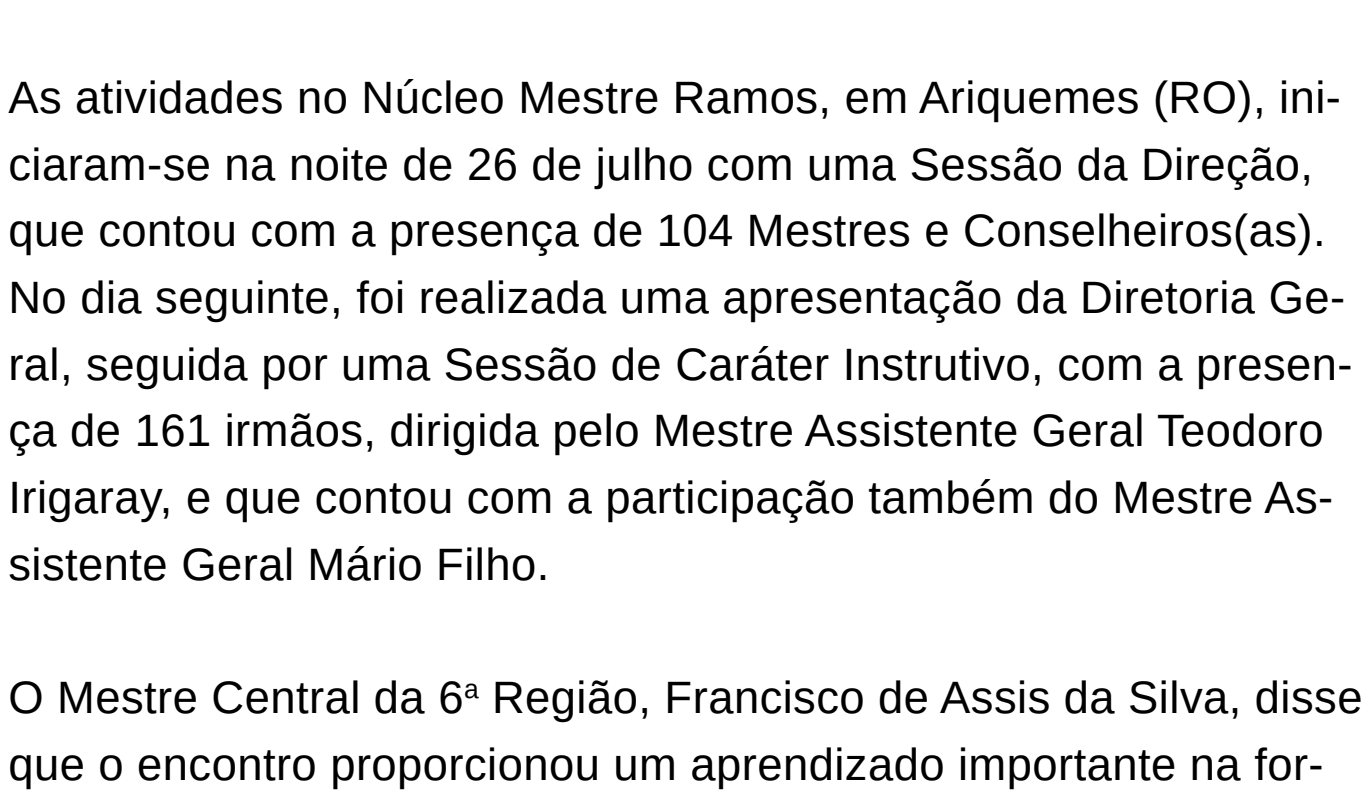 As atividades no Núcleo Mestre Ramos, em Ariquemes (RO), ini-
ciaram-se na noite de 26 de julho com uma Sessão da Direção,
que contou com a presença de 104 Mestres e Conselheiros(as).
No dia seguinte, foi realizada uma apresentação da Diretoria Ge-
ral, seguida por uma Sessão de Caráter Instrutivo, com a presen-
ça de 161 irmãos, dirigida pelo Mestre Assistente Geral Teodoro
Irigaray, e que contou com a participação também do Mestre As-
sistente Geral Mário Filho.
O Mestre Central da 6ª Região, Francisco de Assis da Silva, disse
que o encontro proporcionou um aprendizado importante na for-